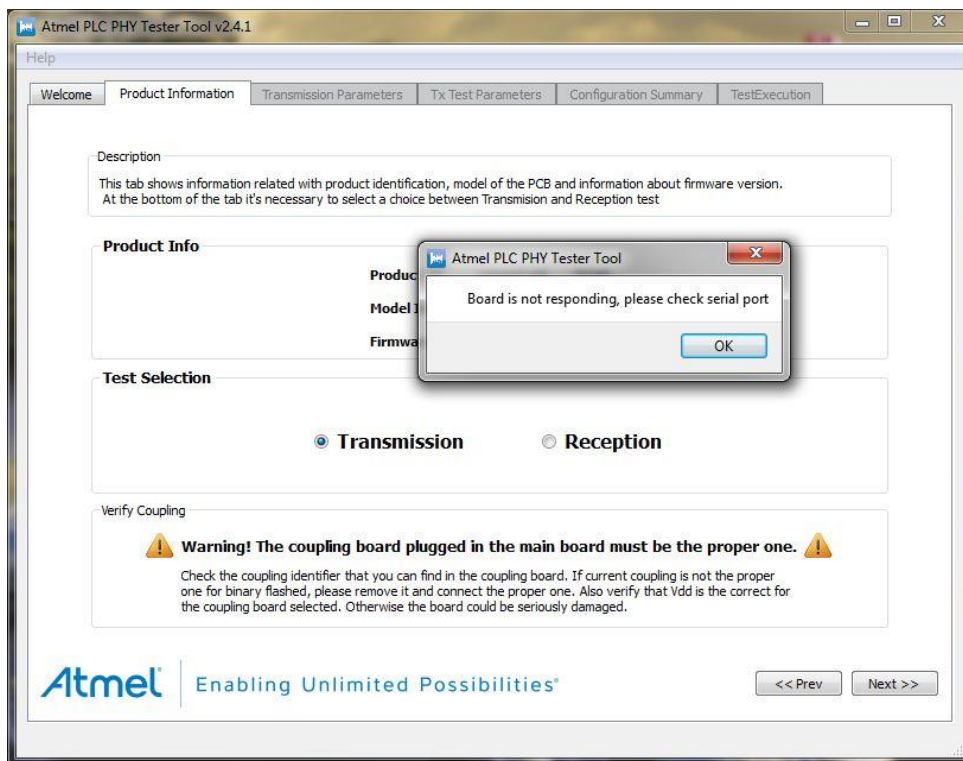 Atmel PLC PHY Tester Tool v2.4.1
Help
Welcome
Product Information
Transmission Parameters
Tx Test Parameters
Configuration Summary
TestExecution
Description
This tab shows information related with product identification, model of the PCB and information about firmware version.
At the bottom of the tab it's necessary to select a choice between Transmision and Reception test
Product Info
Atmel PLC PHY Tester Tool
Board is not responding, please check serial port
OK
Test Selection
Transmission
Reception
Verify Coupling
Warning! The coupling board plugged in the main board must be the proper one.
Check the coupling identifier that you can find in the coupling board. If current coupling is not the proper
one for binary flashed, please remove it and connect the proper one. Also verify that Vdd is the correct for
the coupling board selected. Otherwise the board could be seriously damaged.
Atmel
Enabling Unlimited Possibilities®
<< Prev
Next >>